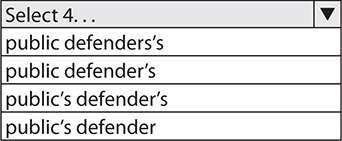 Select 4. . .
public defenders's
public defender's
public's defender's
public's defender